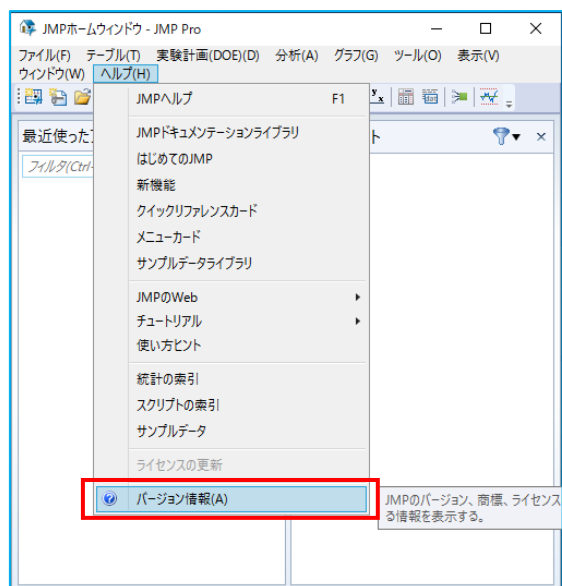 JMPホームウィンドウ - JMP Pro
ファイル(F) テーブル(T) 実験計画(DOE)(D) 分析(A) グラフ(G) ツール(O) 表示(V)
ウィンドウ(W) ヘルプ(H)
最近使った
ト
フィルタ(Ctrl-
JMPヘルプ F1
JMPドキュメンテーションライブラリ
はじめてのJMP
新機能
クイックリファレンスカード
メニューカード
サンプルデータライブラリ
JMPのWeb
チュートリアル
使い方ヒント
統計の索引
スクリプトの索引
サンプルデータ
ライセンスの更新
バージョン情報(A)
JMPのバージョン、商標、ライセンス
る情報を表示する。